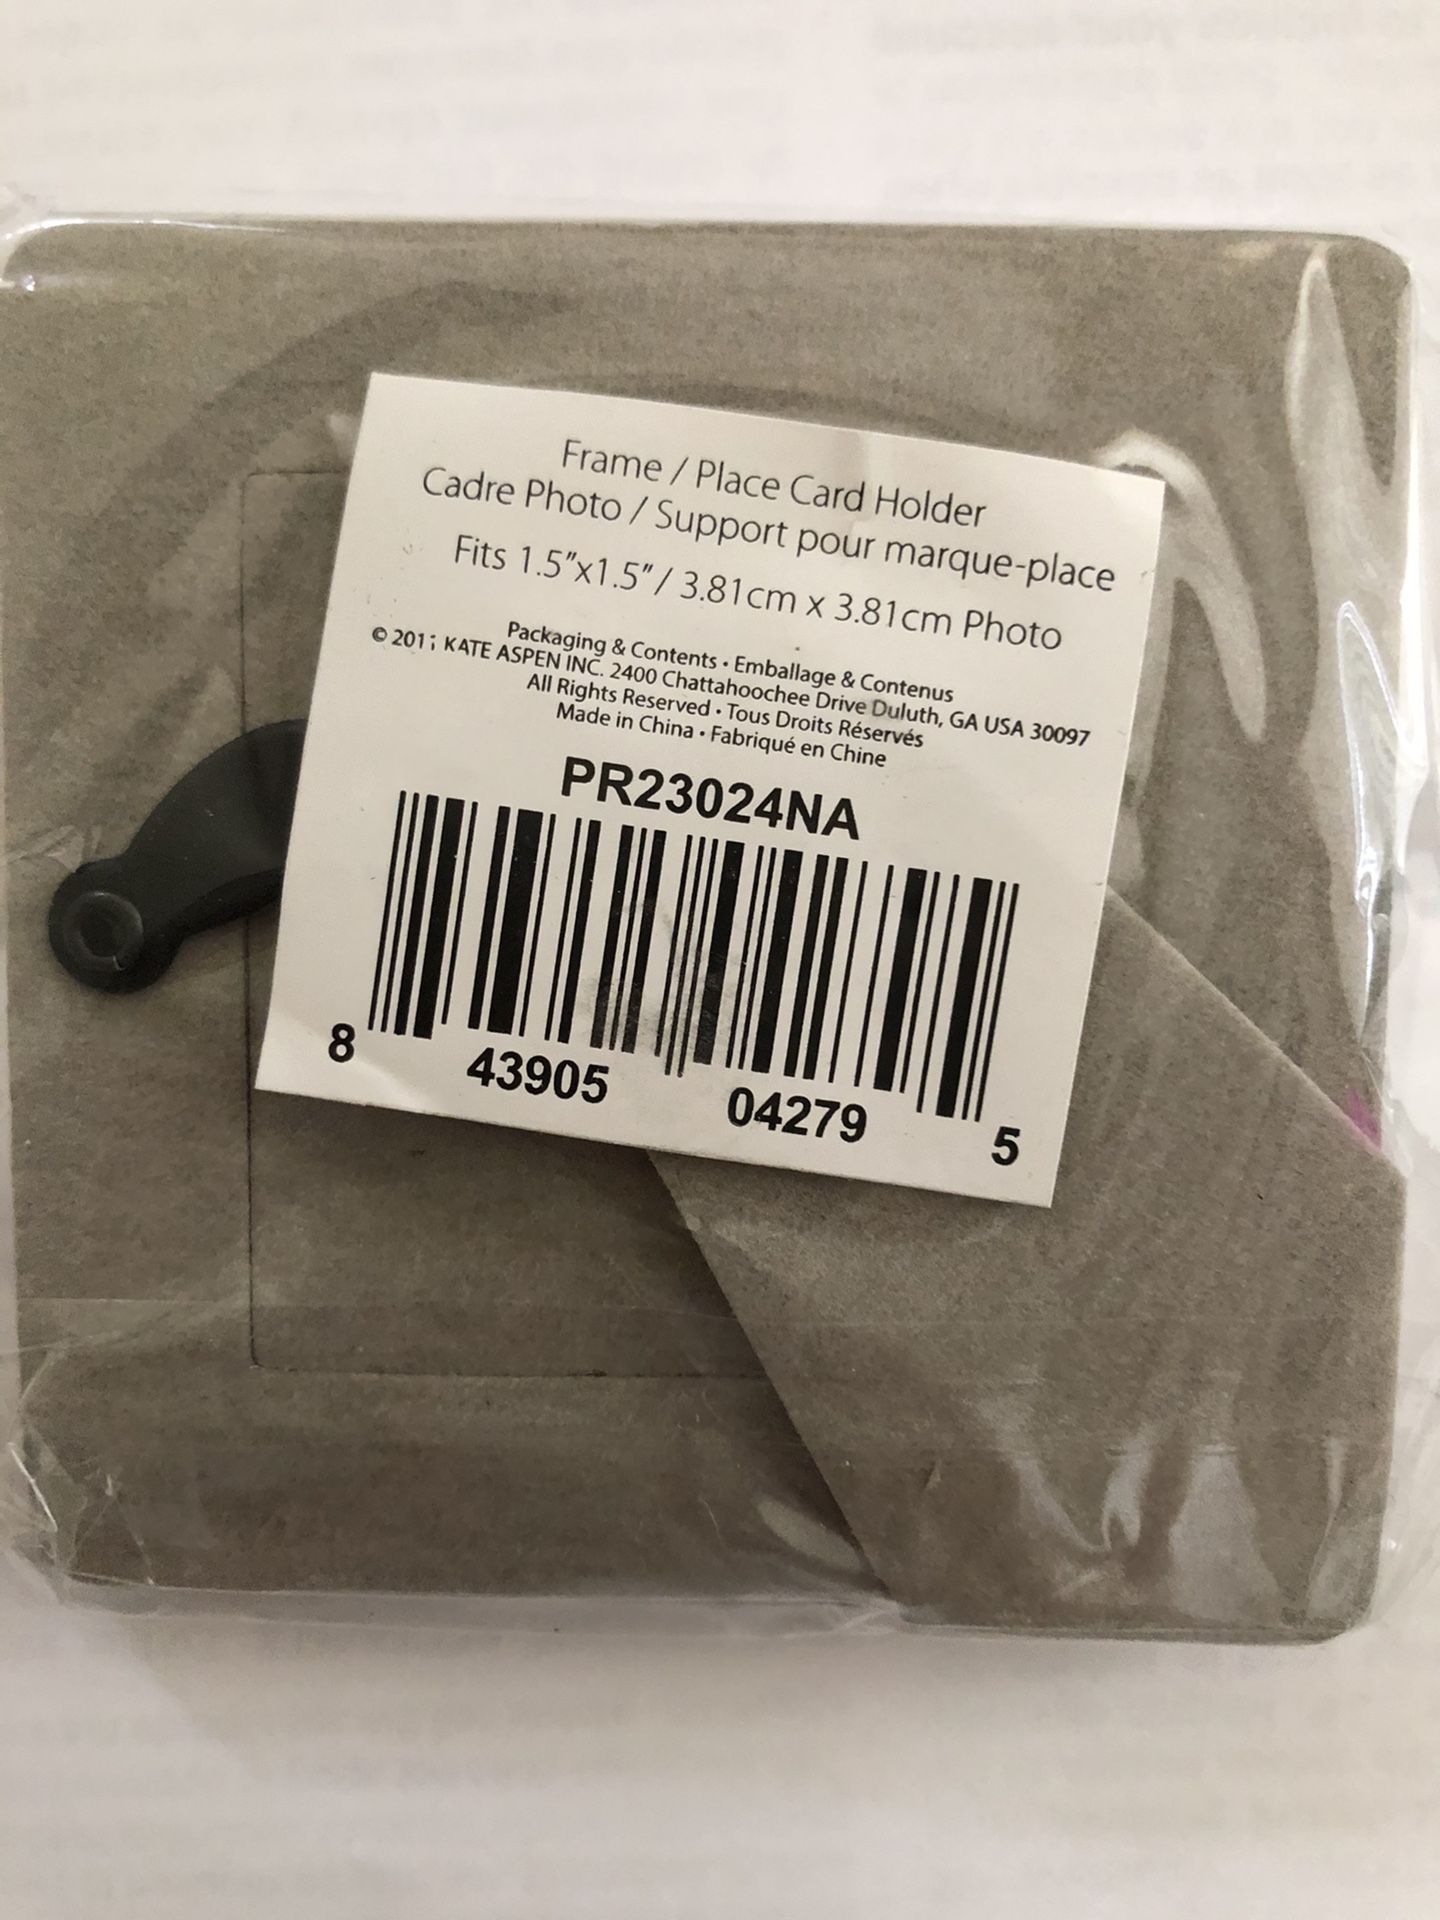 Frame / Place Card Holder
Cadre Photo / Support pour marque-place
Fits 1.5"x1.5" / 3.81cm x 3.81cm Photo
Packaging & Contents • Emballage & Contenus
© KATE ASPEN INC. 2400 Chattahoochee Drive Duluth, GA USA 30097
All Rights Reserved • Tous Droits Réservés
Made in China • Fabriqué en Chine
PR23024NA
8 43905 04279 5